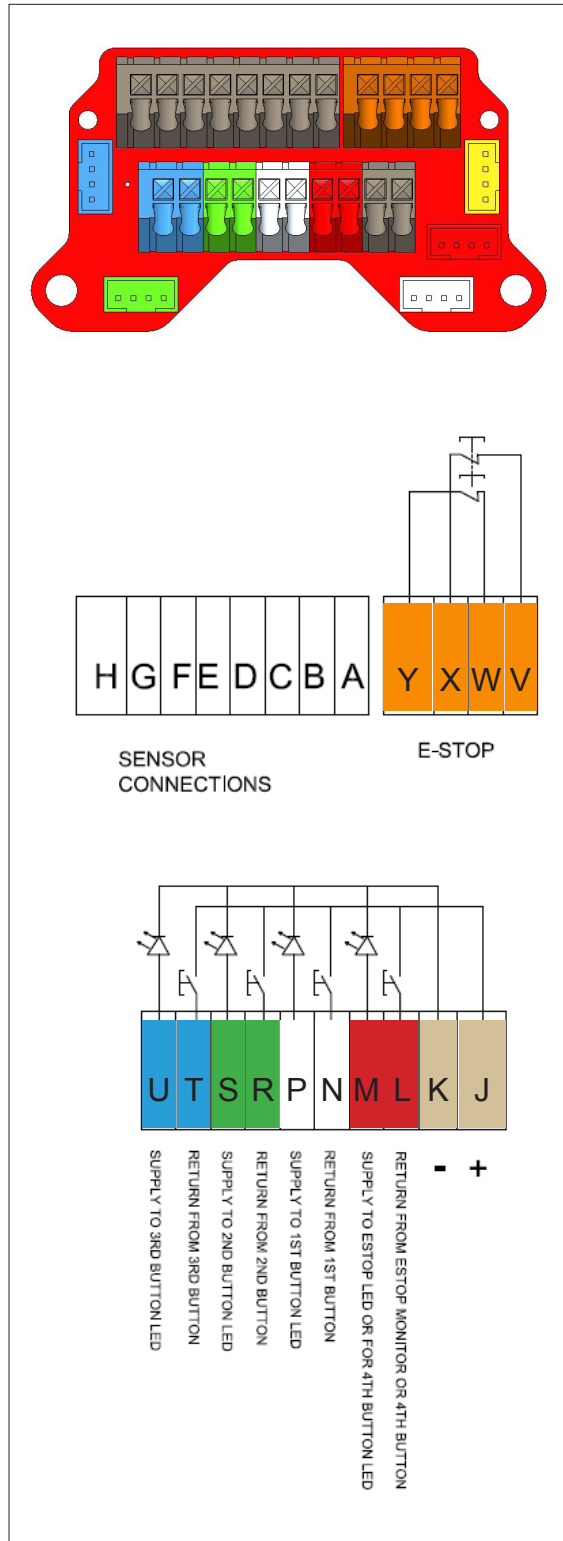 H G F E D C B A
Y X W V
SENSOR
CONNECTIONS
E-STOP
U T S R P N M L K J
SUPPLY TO 3RD BUTTON LED
RETURN FROM 3RD BUTTON
SUPPLY TO 2ND BUTTON LED
RETURN FROM 2ND BUTTON
SUPPLY TO 1ST BUTTON LED
RETURN FROM 1ST BUTTON
SUPPLY TO ESTOP LED OR FOR 4TH BUTTON LED
RETURN FROM ESTOP MONITOR OR 4TH BUTTON
-
+